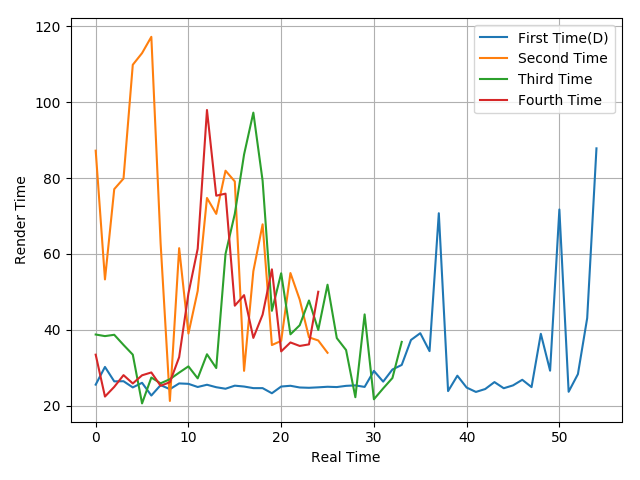 First Time(D)
Second Time
Third Time
Fourth Time
Render Time
120
100
80
60
40
20
0 10 20 30 40 50
Real Time